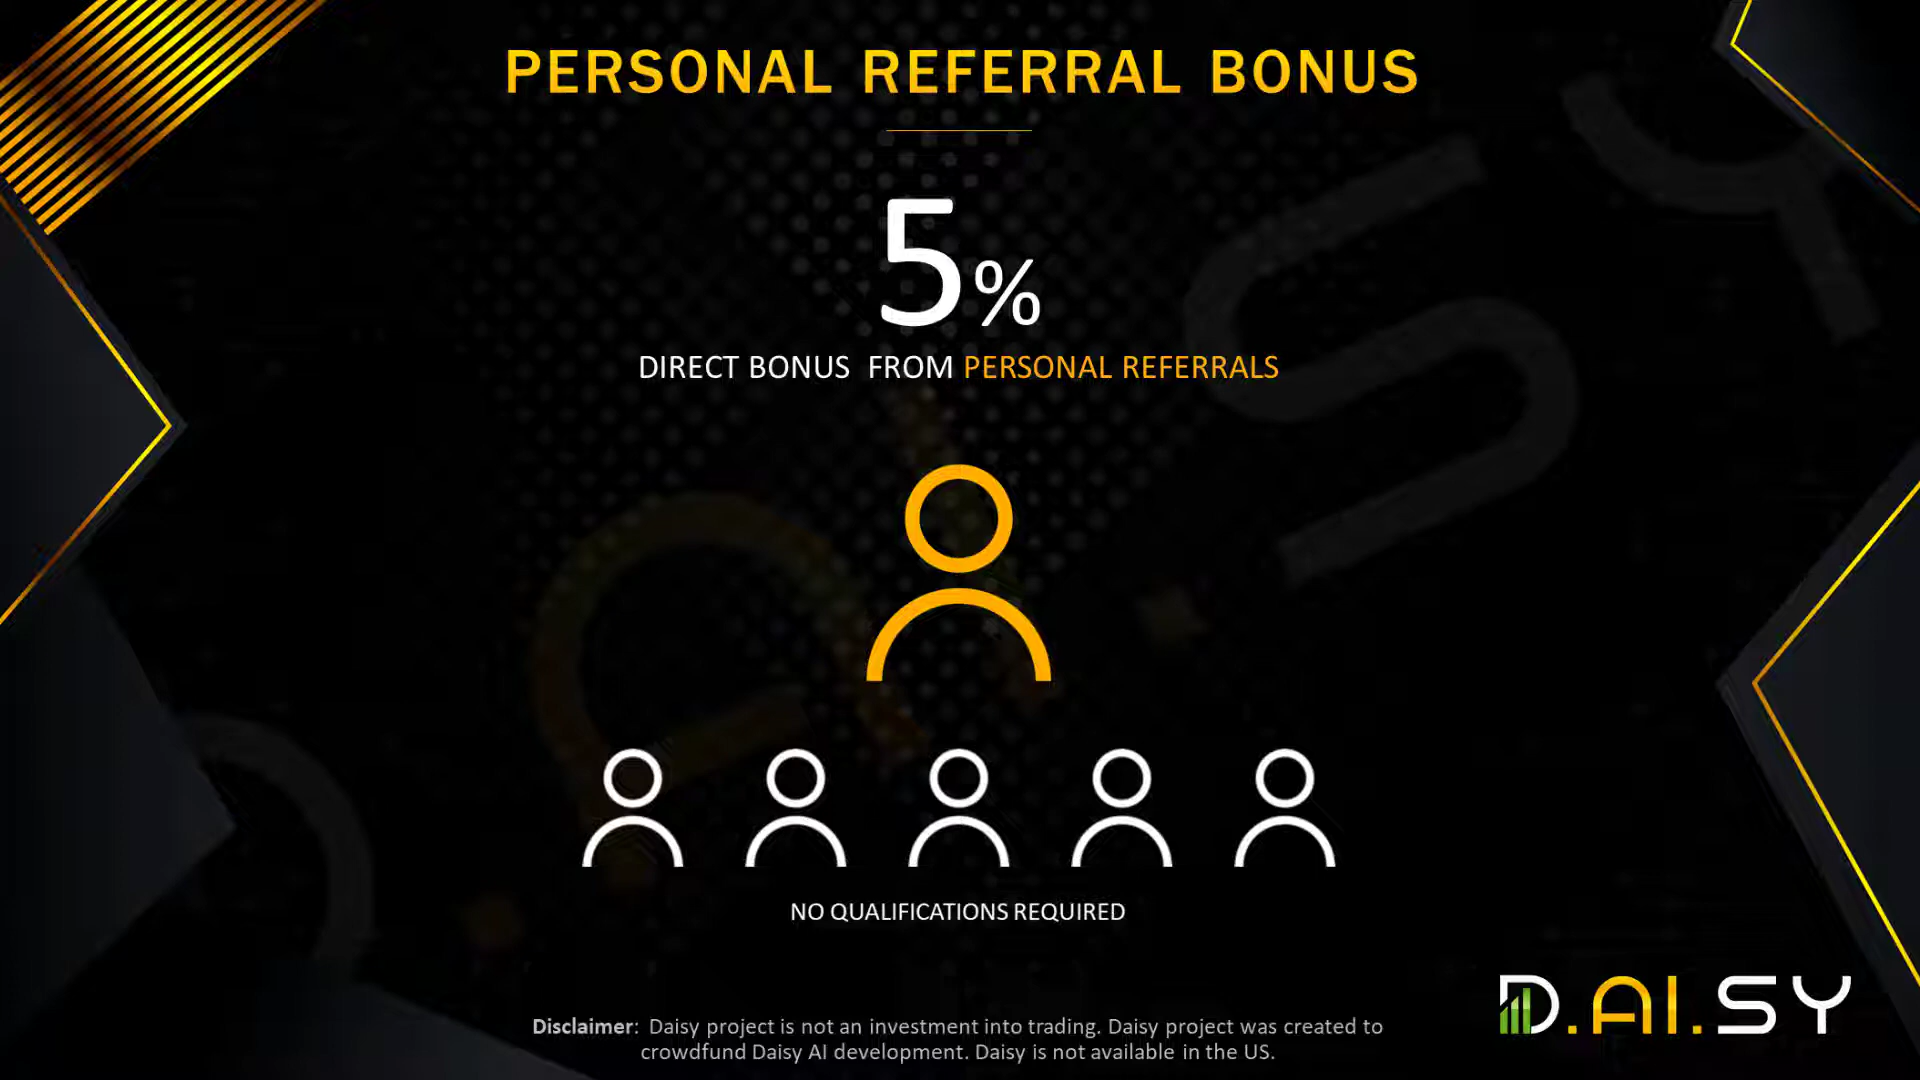 PERSONAL REFERRAL BONUS
5%
DIRECT BONUS FROM PERSONAL REFERRALS
NO QUALIFICATIONS REQUIRED
D.AI.SY
Disclaimer: Daisy project is not an investment into trading. Daisy project was created to
crowdfund Daisy AI development. Daisy is not available in the US.